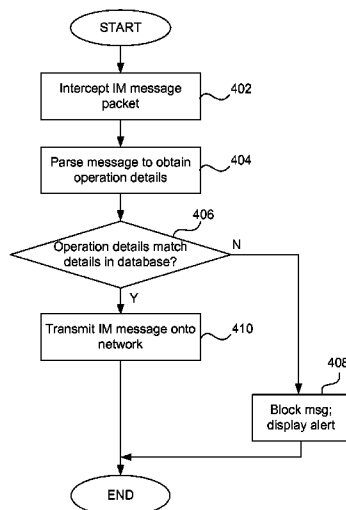 START
Intercept IM message
packet
402
Parse message to obtain
operation details
404
406
Operation details match
details in database?
N
Y
Transmit IM message onto
network
410
408
Block msg;
display alert
END